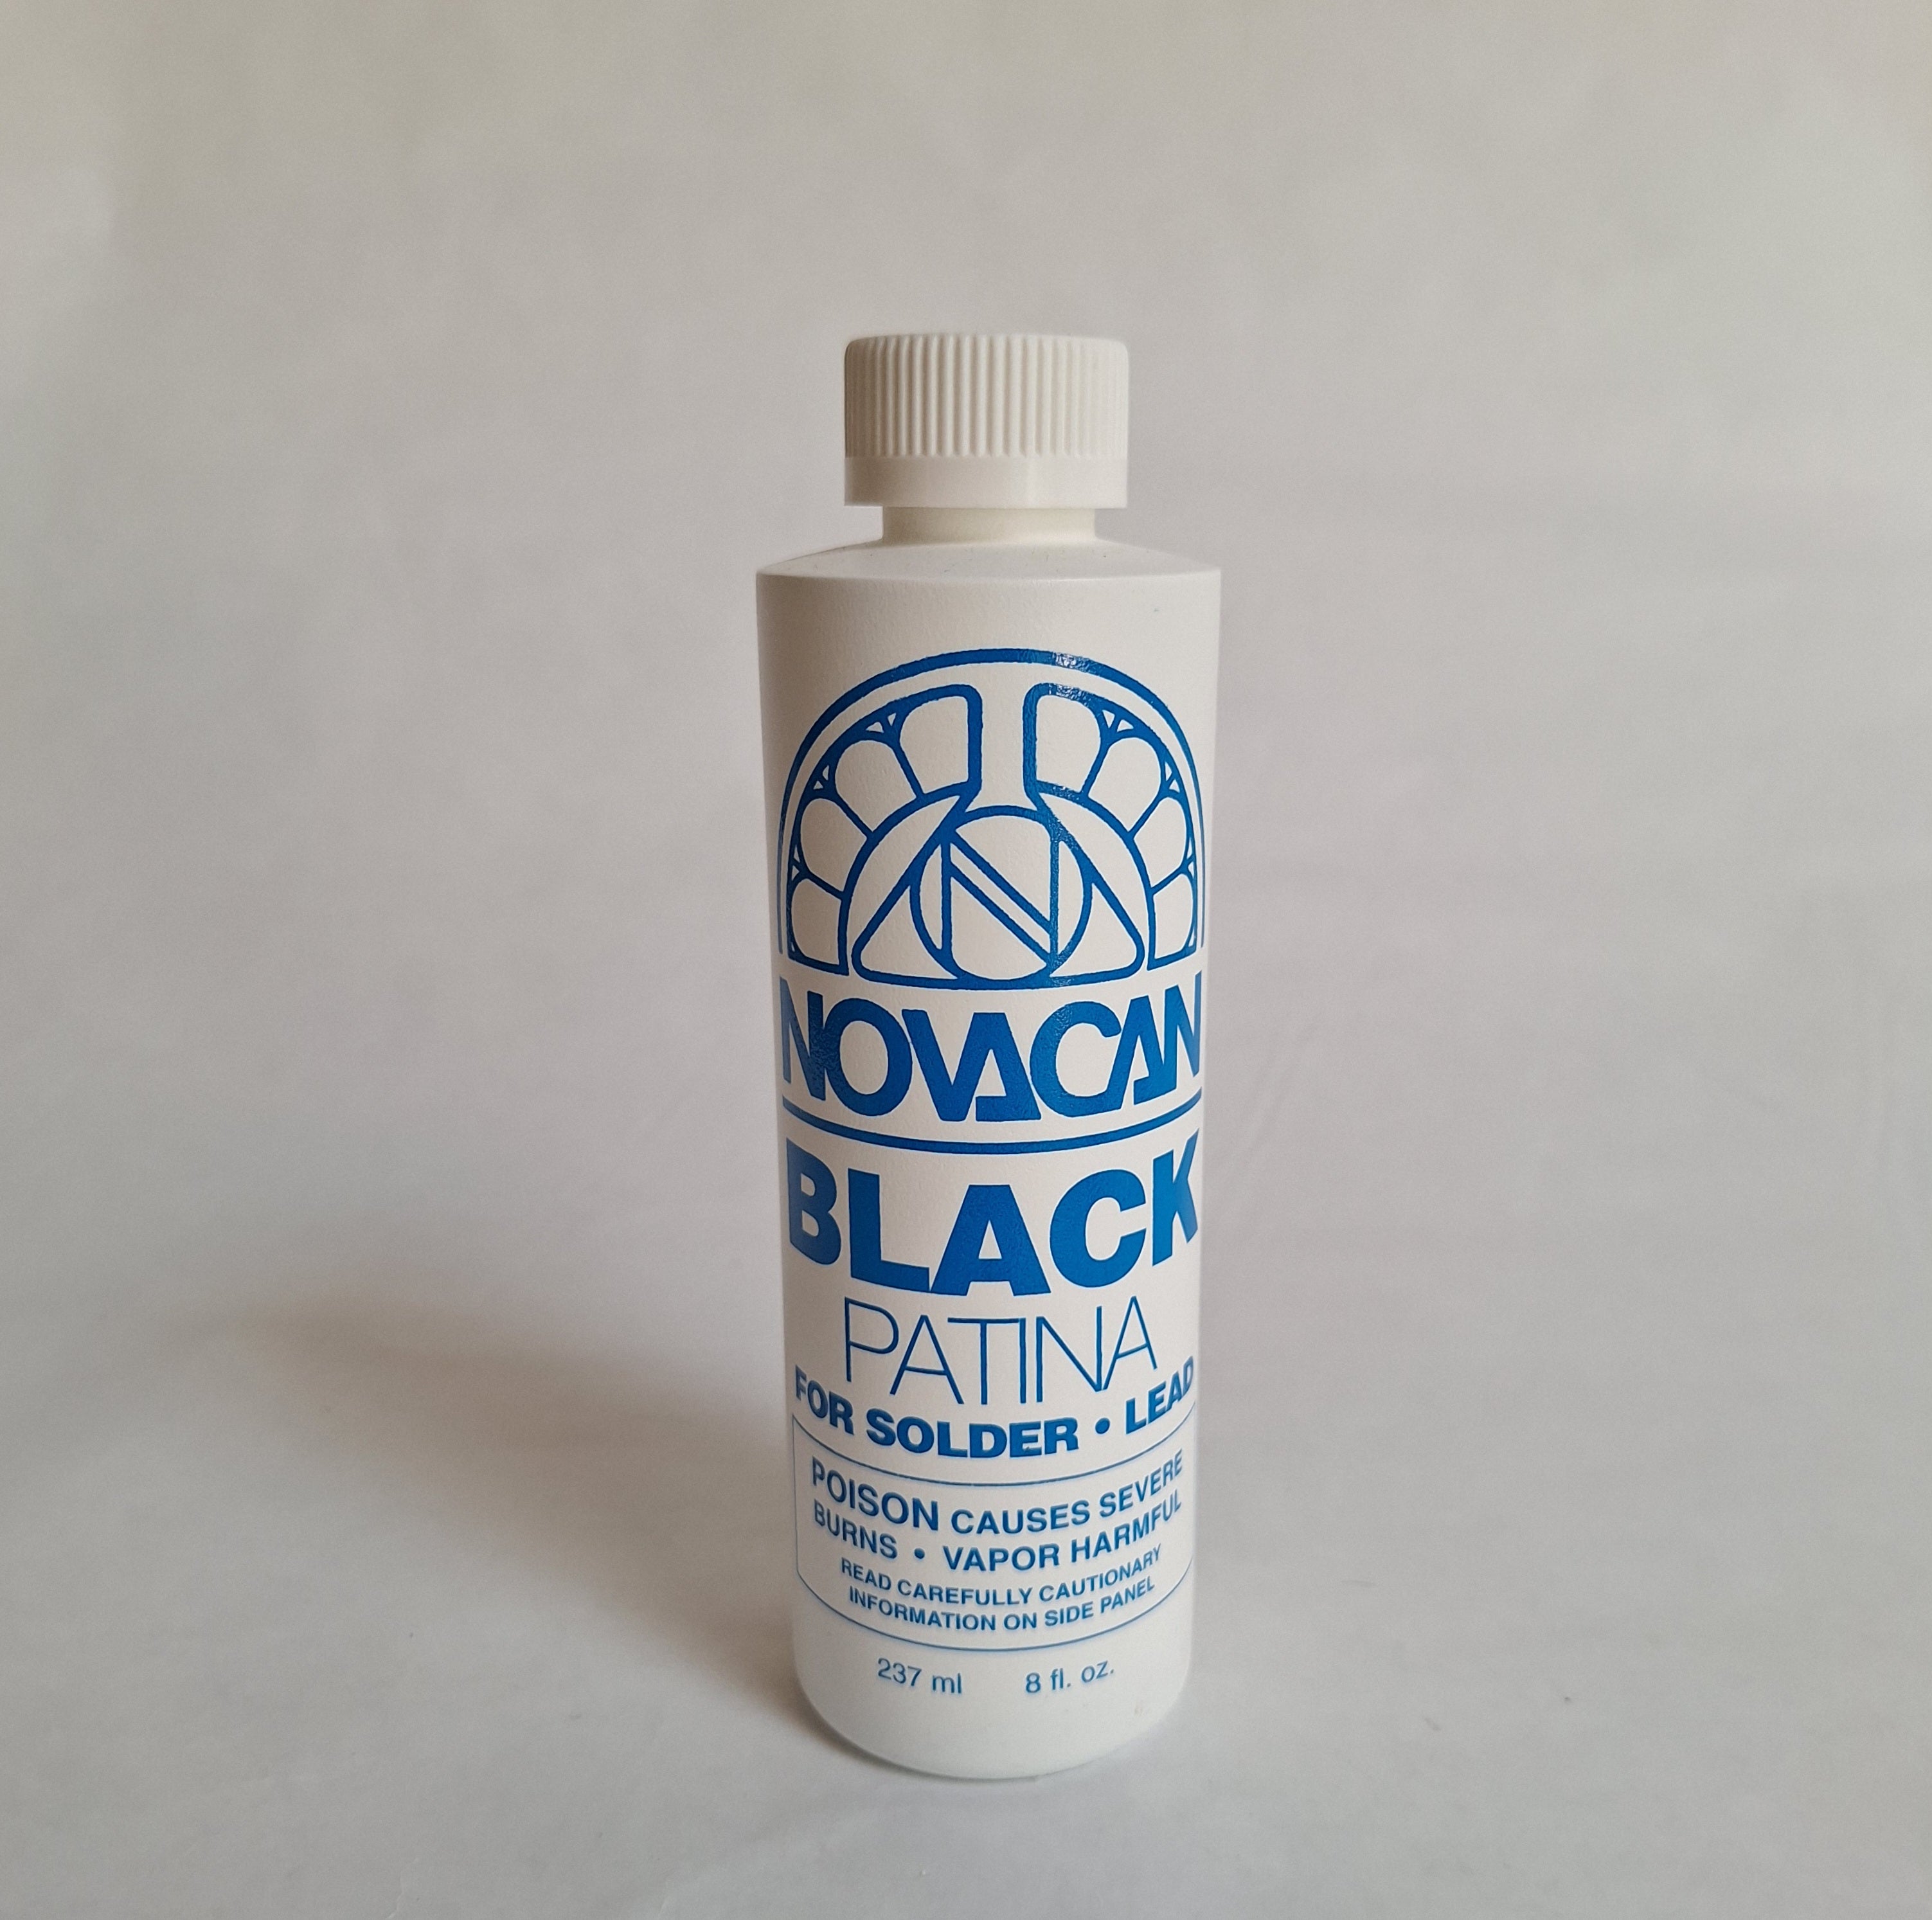 N
NOVACAN
BLACK
PATINA
FOR SOLDER • LEAD
POISON CAUSES SEVERE
BURNS • VAPOR HARMFUL
READ CAREFULLY CAUTIONARY
INFORMATION ON SIDE PANEL
237 ml 8 fl. oz.